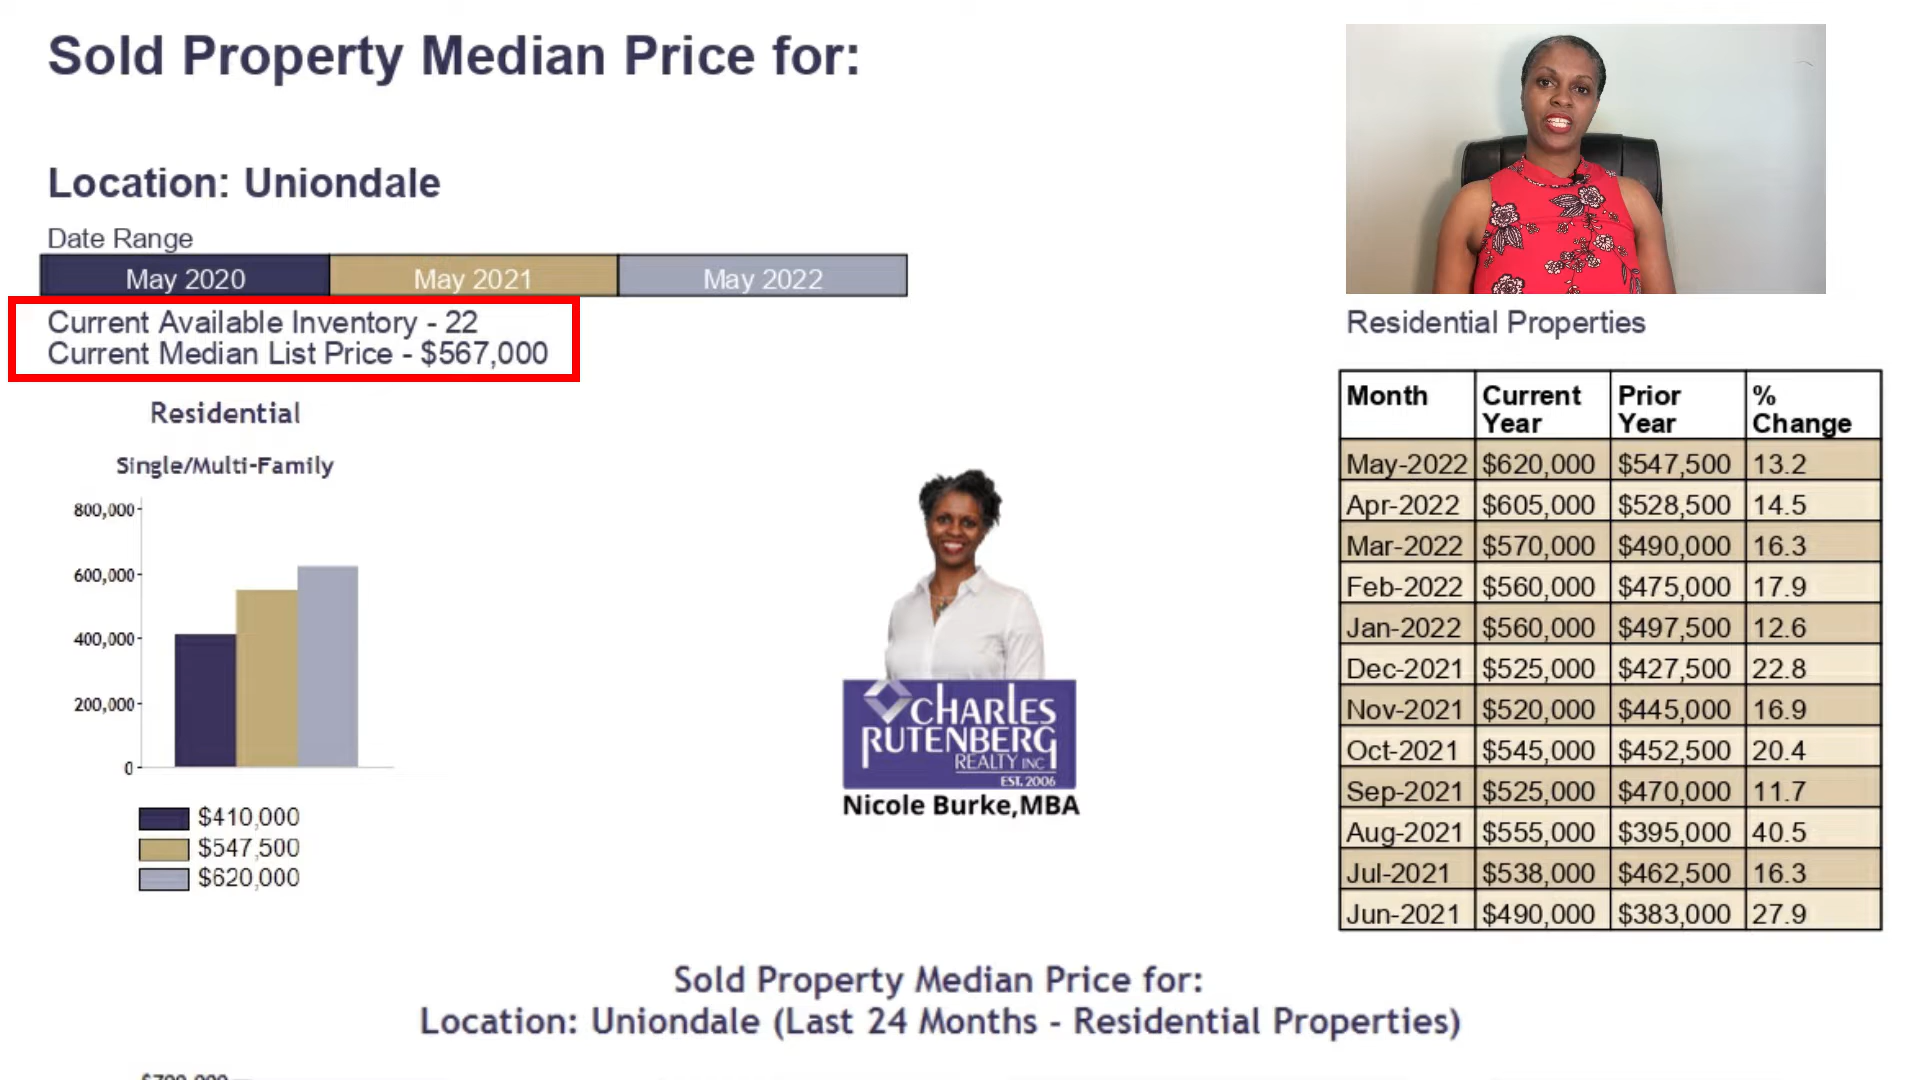 Sold Property Median Price for:
Location: Uniondale
Date Range
May 2020 May 2021 May 2022
Current Available Inventory - 22
Current Median List Price - $567,000
Residential
Single/Multi-Family
800,000
600,000
400,000
200,000
0
$410,000
$547,500
$620,000
CHARLES
RUTENBERG
REALTY INC
EST. 2006
Nicole Burke,MBA
Residential Properties
Month Current Year Prior Year % Change
May-2022 $620,000 $547,500 13.2
Apr-2022 $605,000 $528,500 14.5
Mar-2022 $570,000 $490,000 16.3
Feb-2022 $560,000 $475,000 17.9
Jan-2022 $560,000 $497,500 12.6
Dec-2021 $525,000 $427,500 22.8
Nov-2021 $520,000 $445,000 16.9
Oct-2021 $545,000 $452,500 20.4
Sep-2021 $525,000 $470,000 11.7
Aug-2021 $555,000 $395,000 40.5
Jul-2021 $538,000 $462,500 16.3
Jun-2021 $490,000 $383,000 27.9
Sold Property Median Price for:
Location: Uniondale (Last 24 Months - Residential Properties)